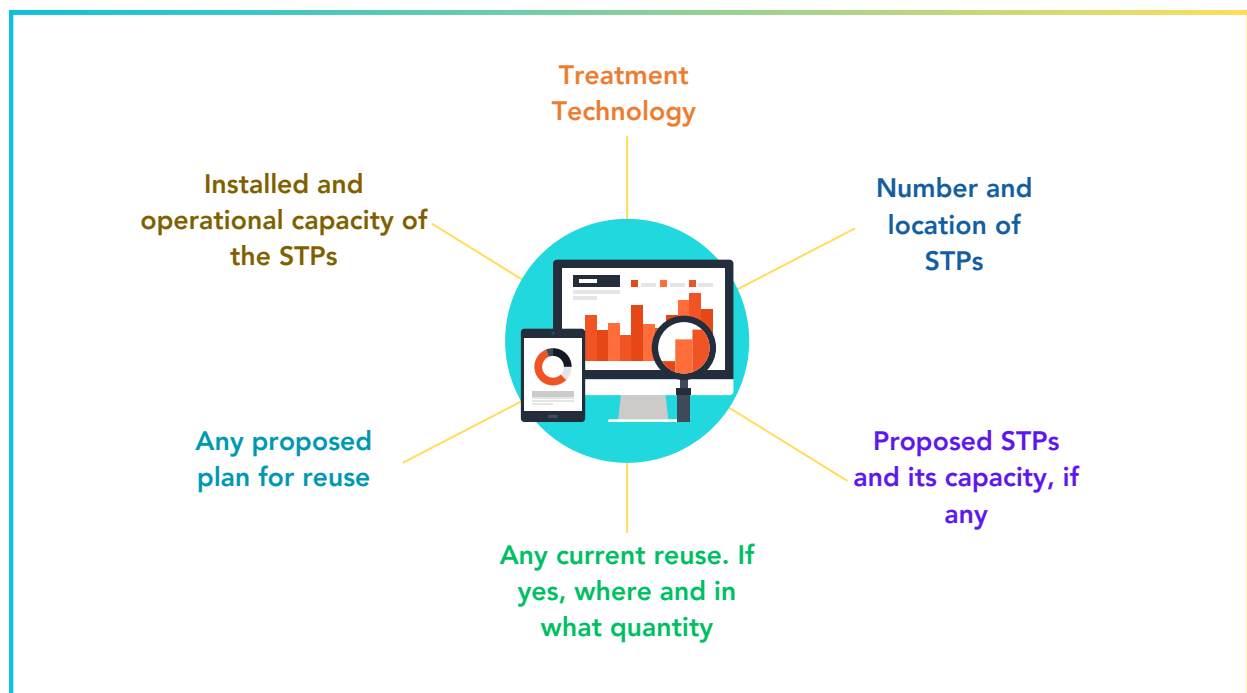 Treatment
Technology
Installed and
operational capacity of
the STPs
Number and
location of
STPs
Any proposed
plan for reuse
Proposed STPs
and its capacity, if
any
Any current reuse. If
yes, where and in
what quantity